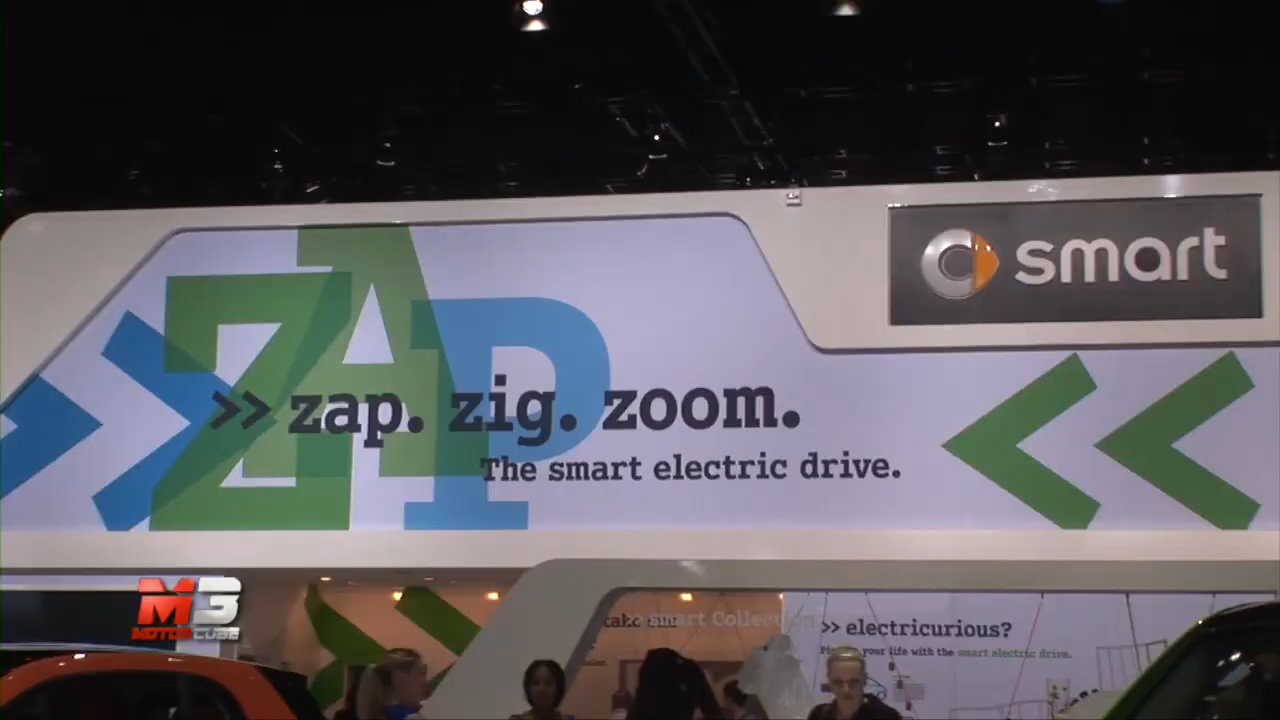 smart
ZAP
>> zap. zig. zoom.
The smart electric drive.
smart Collection
>> electricurious?
your life with the smart electric drive.
M3
MOTORCUBE